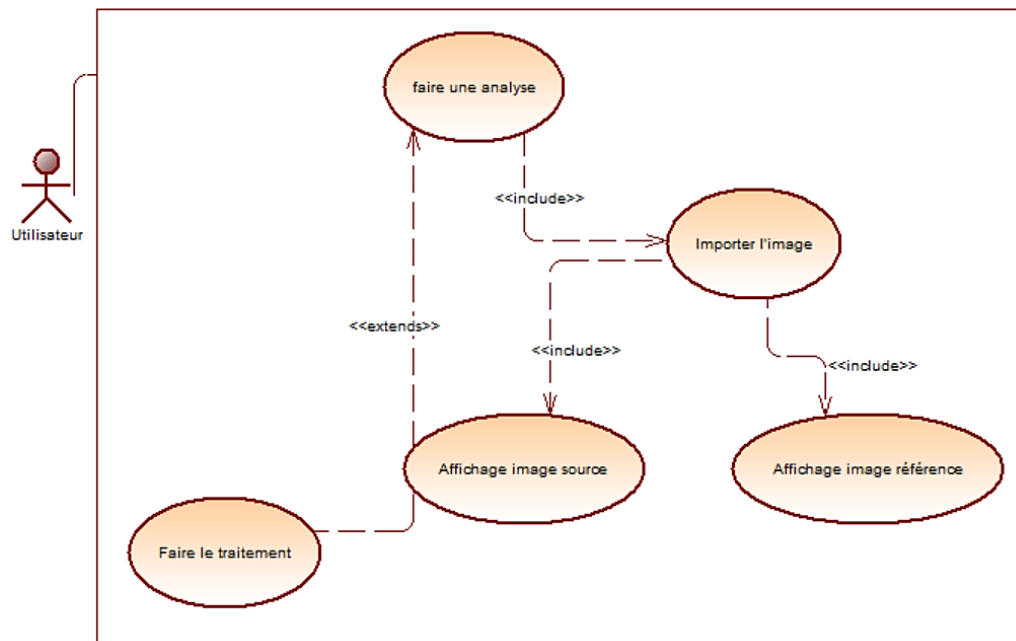 faire une analyse
<<include>>
Utilisateur
Importer l'image
<<extends>>
<<include>>
<<include>>
Affichage image source
Affichage image référence
Faire le traitement